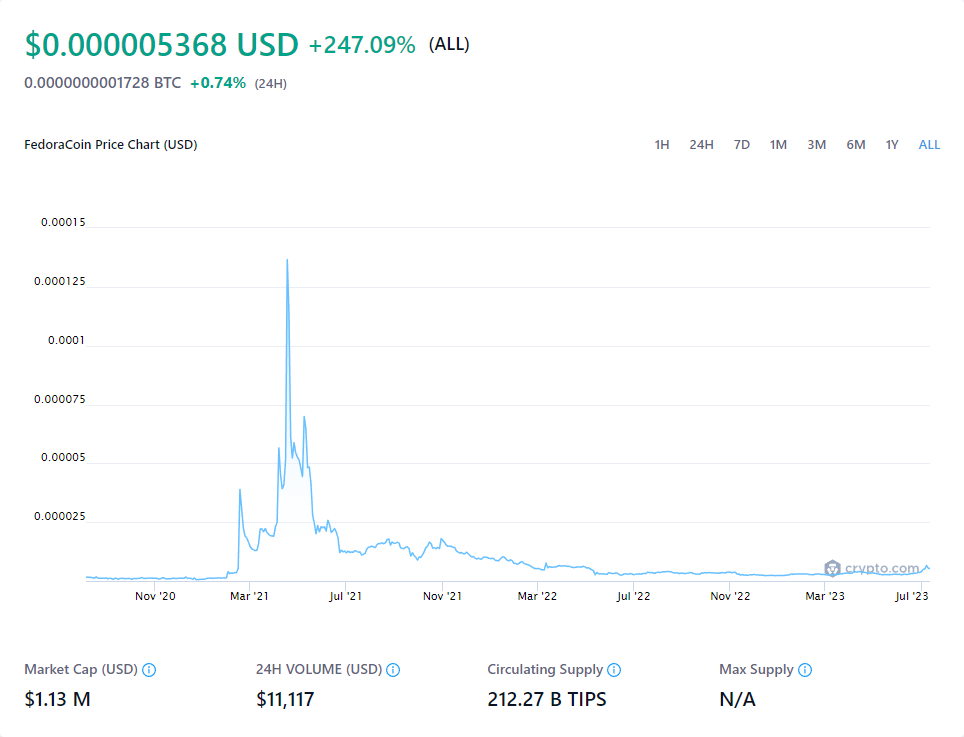 $0.000005368 USD +247.09% (ALL)
0.0000000001728 BTC +0.74% (24H)
FedoraCoin Price Chart (USD) 1H 24H 7D 1M 3M 6M 1Y ALL
0.00015
0.000125
0.0001
0.000075
0.00005
0.000025
crypto.com
Nov '20 Mar '21 Jul '21 Nov '21 Mar '22 Jul '22 Nov '22 Mar '23 Jul '23
Market Cap (USD) 24H VOLUME (USD) Circulating Supply Max Supply
$1.13 M $11,117 212.27 B TIPS N/A